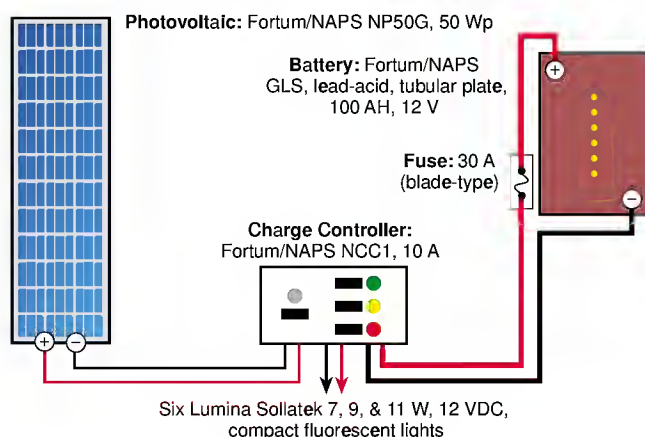 Photovoltaic: Fortum/NAPS NP50G, 50 Wp
Battery: Fortum/NAPS
GLS, lead-acid, tubular plate,
100 AH, 12 V
+
Fuse: 30 A
(blade-type)
−
Charge Controller:
Fortum/NAPS NCC1, 10 A
+ −
Six Lumina Sollatek 7, 9, & 11 W, 12 VDC,
compact fluorescent lights